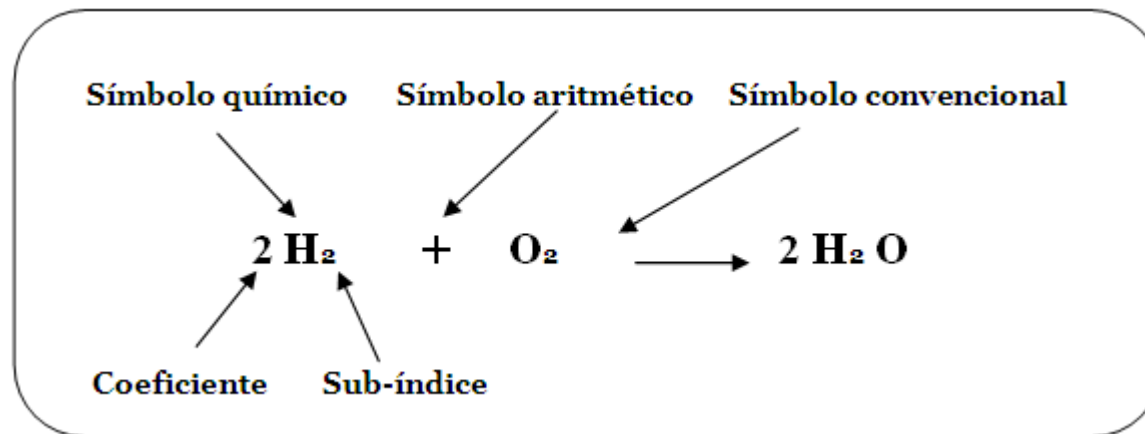 Símbolo químico Símbolo aritmético Símbolo convencional
2 H₂ + O₂ → 2 H₂ O
Coeficiente Sub-índice